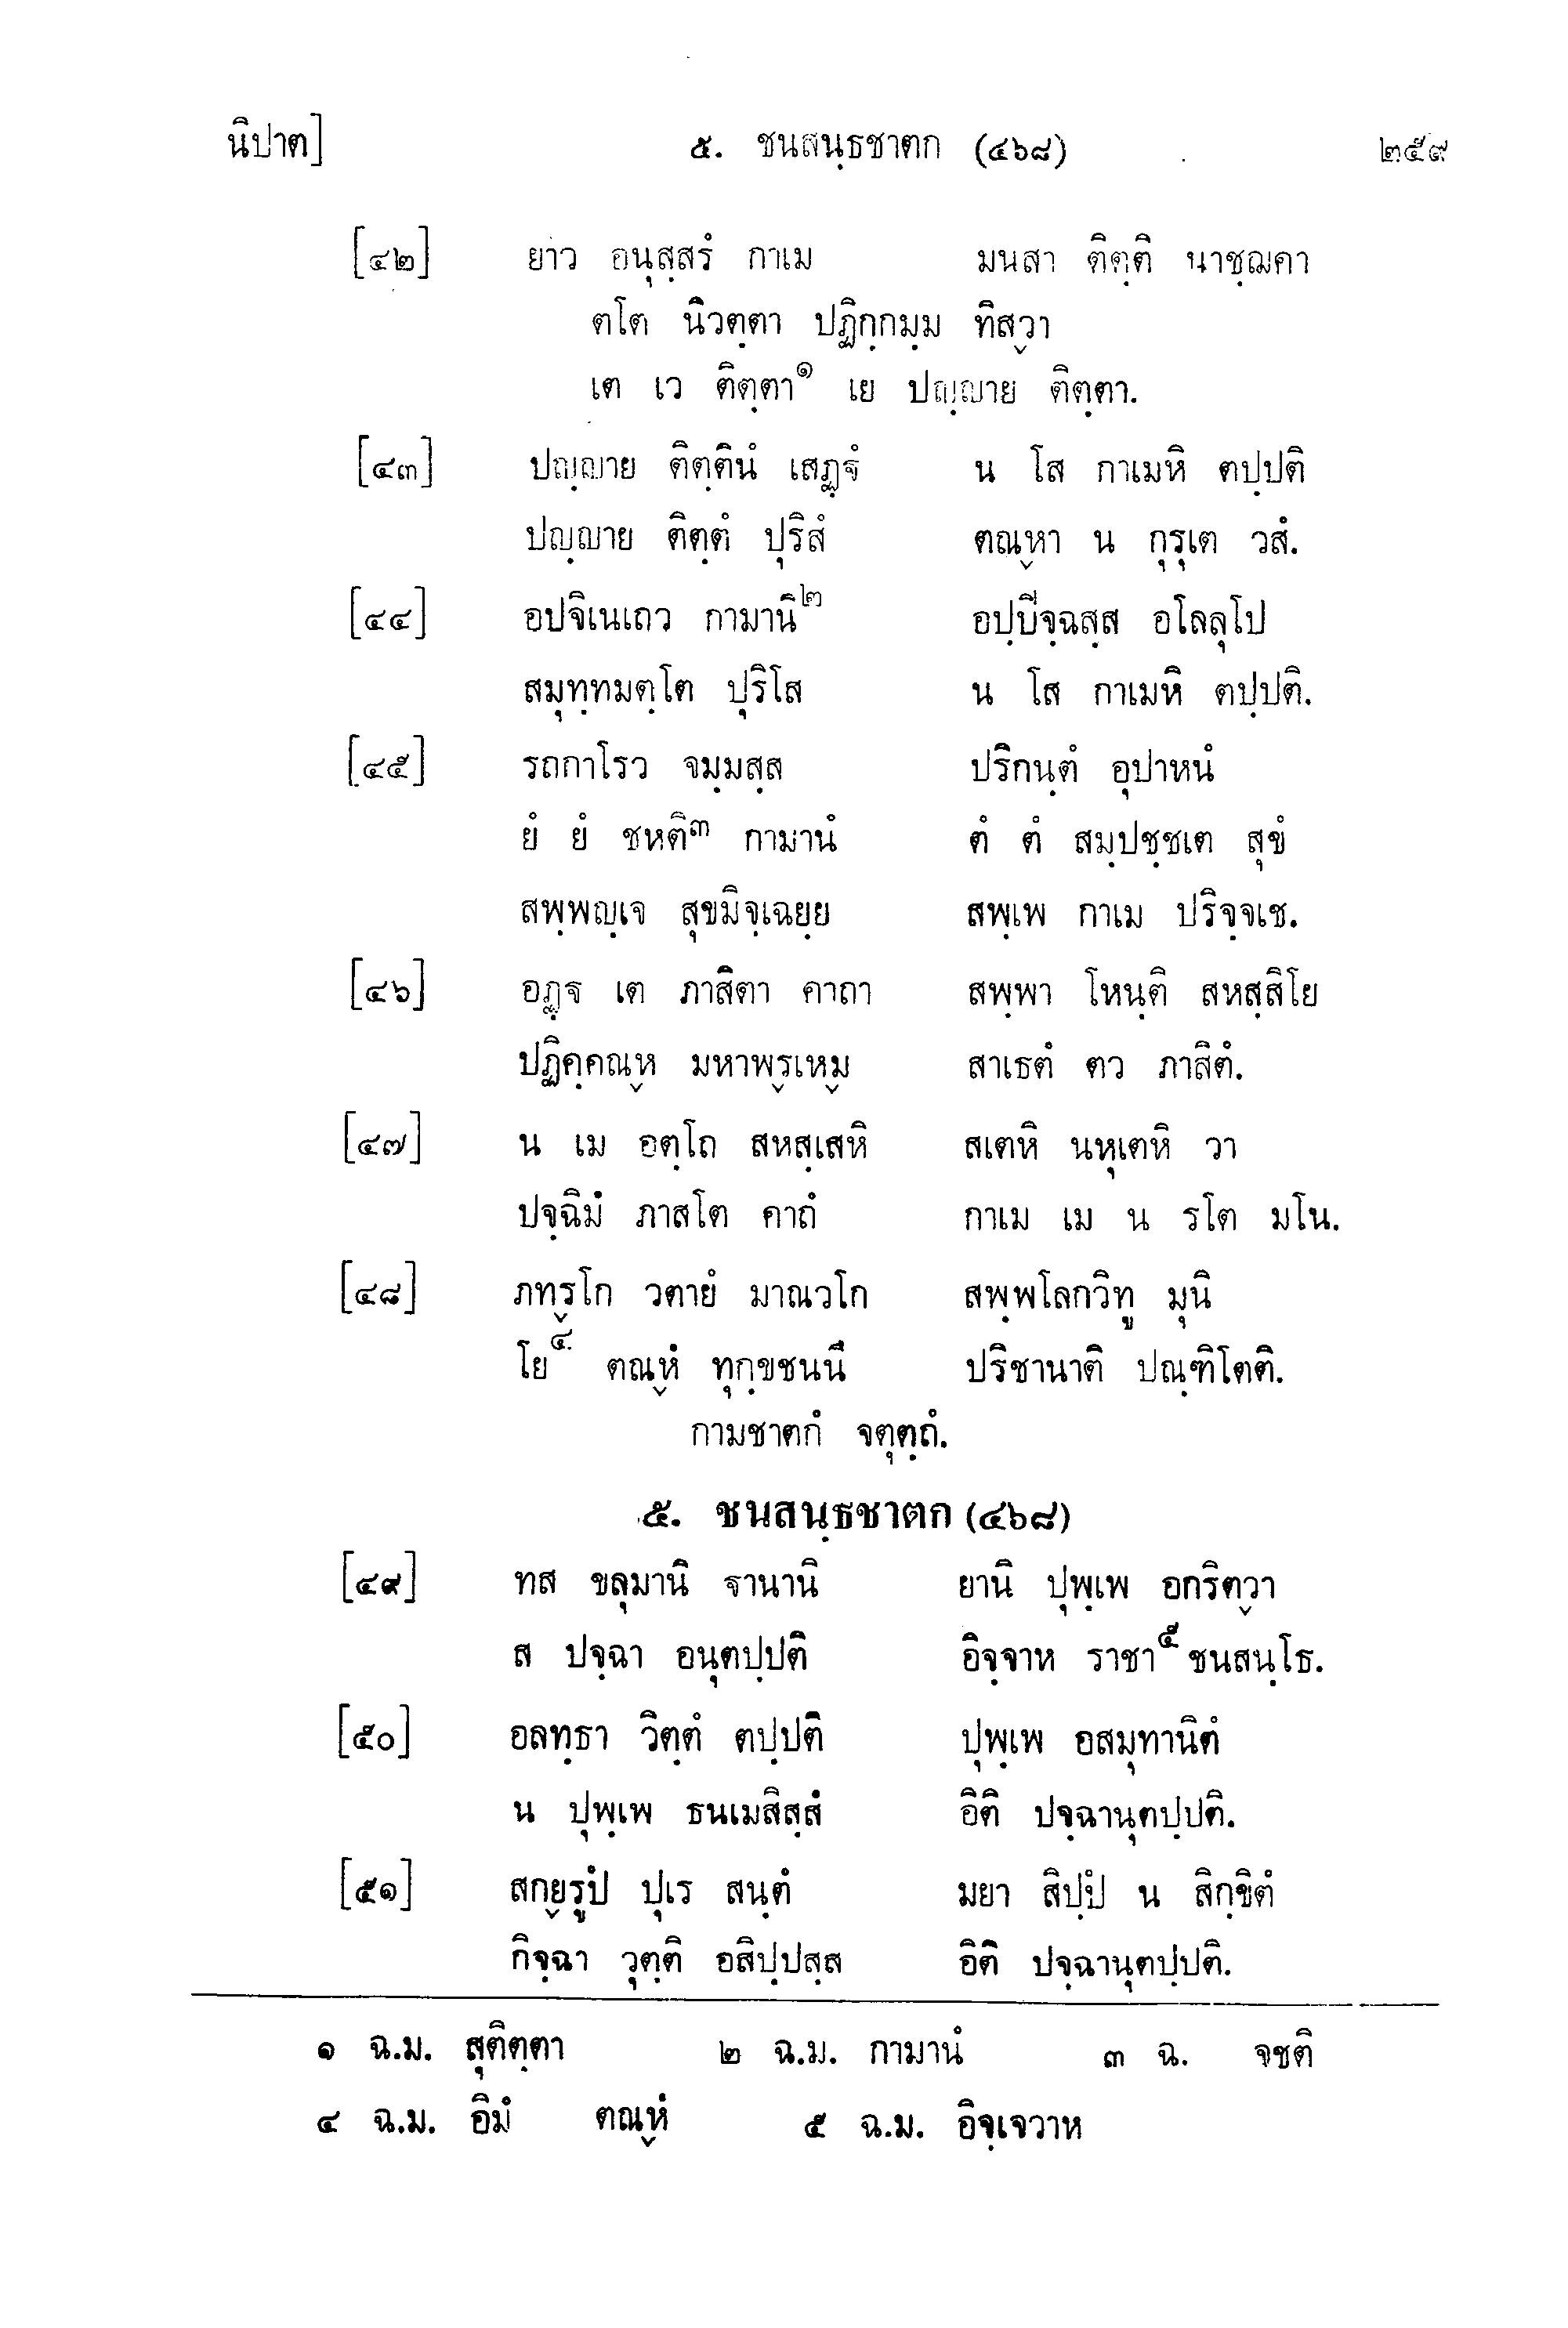 นิปาต] ๕. ชนสนฺธชาตก (๔๖๘) ๒๕๙
[๔๒] ยาว อนุสฺสรํ กาเม มนสา ติตฺติ นาชฺฌคา
ตโต นิวตฺตา ปฏิกฺกมฺม ทิสฺวา
เต เว ติตฺตา๑ เย ปญฺญาย ติตฺตา.
[๔๓] ปญฺญาย ติตฺตินํ เสฏฺฐํ น โส กาเมหิ ตปฺปติ
ปญฺญาย ติตฺตํ ปุริสํ ตณฺหา น กุรุเต วสํ.
[๔๔] อปจิเนเถว กามานิ๒ อปฺปิจฺฉสฺส อโลลุโป
สมุทฺทมตฺโต ปุริโส น โส กาเมหิ ตปฺปติ.
[๔๕] รถกาโรว จมฺมสฺส ปริกนฺตํ อุปาหนํ
ยํ ยํ ชหติ๓ กามานํ ตํ ตํ สมฺปชฺชเต สุขํ
สพฺพญฺเจ สุขมิจฺเฉยฺย สพฺเพ กาเม ปริจฺจเช.
[๔๖] อฏฺฐ เต ภาสิตา คาถา สพฺพา โหนฺติ สหสฺสิโย
ปฏิคฺคณฺห มหาพฺรเหฺม สาเธตํ ตว ภาสิตํ.
[๔๗] น เม อตฺโถ สหสฺเสหิ สเตหิ นหุเตหิ วา
ปจฺฉิมํ ภาสโต คาถํ กาเม เม น รโต มโน.
[๔๘] ภทฺรโก วตายํ มาณวโก สพฺพโลกวิทู มุนิ
โย๔ ตณฺหํ ทุกฺขชนนึ ปริชานาติ ปณฺฑิโตติ.
กามชาตกํ จตุตฺถํ.
๕. ชนสนฺธชาตก (๔๖๘)
[๔๙] ทส ขลุมานิ ฐานานิ ยานิ ปุพฺเพ อกริตฺวา
ส ปจฺฉา อนุตปฺปติ อิจฺจาห ราชา๕ ชนสนฺโธ.
[๕๐] อลทฺธา วิตฺตํ ตปฺปติ ปุพฺเพ อสมุทานิตํ
น ปุพฺเพ ธนเมสิสฺสํ อิติ ปจฺฉานุตปฺปติ.
[๕๑] สกฺยรูปํ ปุเร สนฺตํ มยา สิปฺปํ น สิกฺขิตํ
กิจฺฉา วุตฺติ อสิปฺปสฺส อิติ ปจฺฉานุตปฺปติ.
๑ ฉ.ม. สุติตฺตา ๒ ฉ.ม. กามานํ ๓ ฉ. จชติ
๔ ฉ.ม. อิมํ ตณฺหํ ๕ ฉ.ม. อิจฺเจวาห